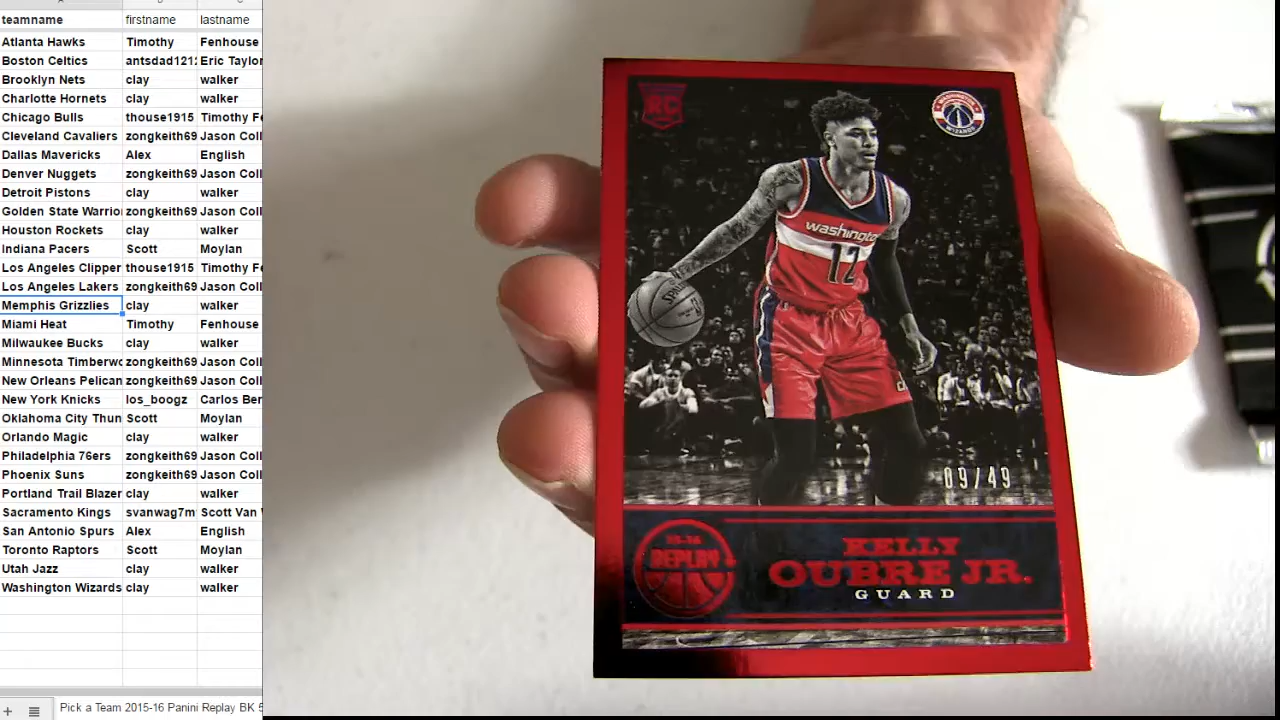 teamname firstname lastname
Atlanta Hawks Timothy Fenhouse
Boston Celtics antsdad121 Eric Taylor
Brooklyn Nets clay walker
Charlotte Hornets clay walker
Chicago Bulls thouse1915 Timothy F
Cleveland Cavaliers zongkeith69 Jason Coll
Dallas Mavericks Alex English
Denver Nuggets zongkeith69 Jason Coll
Detroit Pistons clay walker
Golden State Warrio zongkeith69 Jason Coll
Houston Rockets clay walker
Indiana Pacers Scott Moylan
Los Angeles Clipper thouse1915 Timothy Fe
Los Angeles Lakers zongkeith69 Jason Coll
Memphis Grizzlies clay walker
Miami Heat Timothy Fenhouse
Milwaukee Bucks clay walker
Minnesota Timberwo zongkeith69 Jason Coll
New Orleans Pelican zongkeith69 Jason Coll
New York Knicks los_boogz Carlos Ber
Oklahoma City Thun Scott Moylan
Orlando Magic clay walker
Philadelphia 76ers zongkeith69 Jason Coll
Phoenix Suns zongkeith69 Jason Coll
Portland Trail Blazer clay walker
Sacramento Kings svanwag7m Scott Van
San Antonio Spurs Alex English
Toronto Raptors Scott Moylan
Utah Jazz clay walker
Washington Wizards clay walker
Pick a Team 2015-16 Panini Replay BK 5
RC
WASHINGTON
WIZARDS
washingto
12
SPALDING
09/49
15-16
REPLAY
KELLY
OUBRE JR.
GUARD